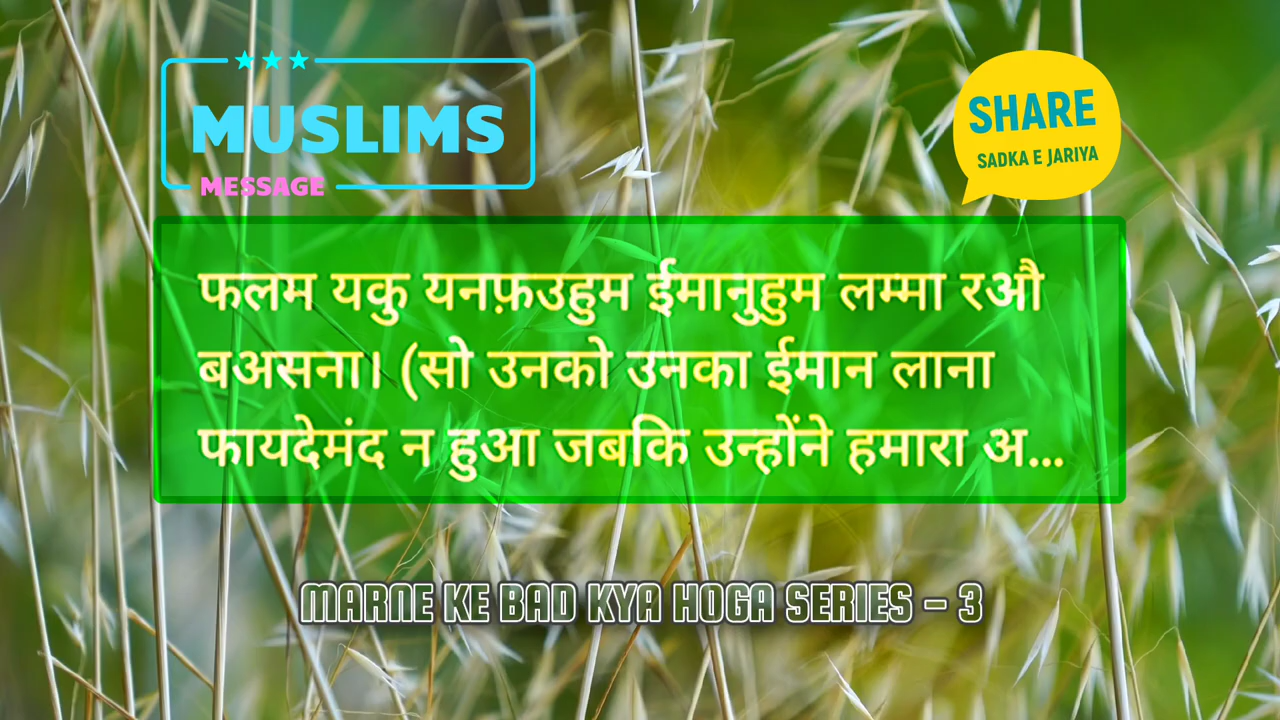 MUSLIMS
MESSAGE
SHARE
SADKA E JARIYA
फलम यकु यनफ़उहुम ईमानुहुम लम्मा रऔ
बअसना। (सो उनको उनका ईमान लाना
फायदेमंद न हुआ जबकि उन्होंने हमारा अ...
MARNE KE BAD KYA HOGA SERIES - 3